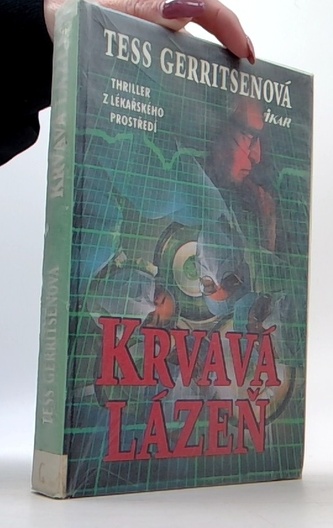 TESS GERRITSENOVÁ
THRILLER
Z LÉKAŘSKÉHO
PROSTŘEDÍ
IKAR
KRVAVÁ
LÁZEŇ
TESS GERRITSENOVÁ
KRVAVÁ